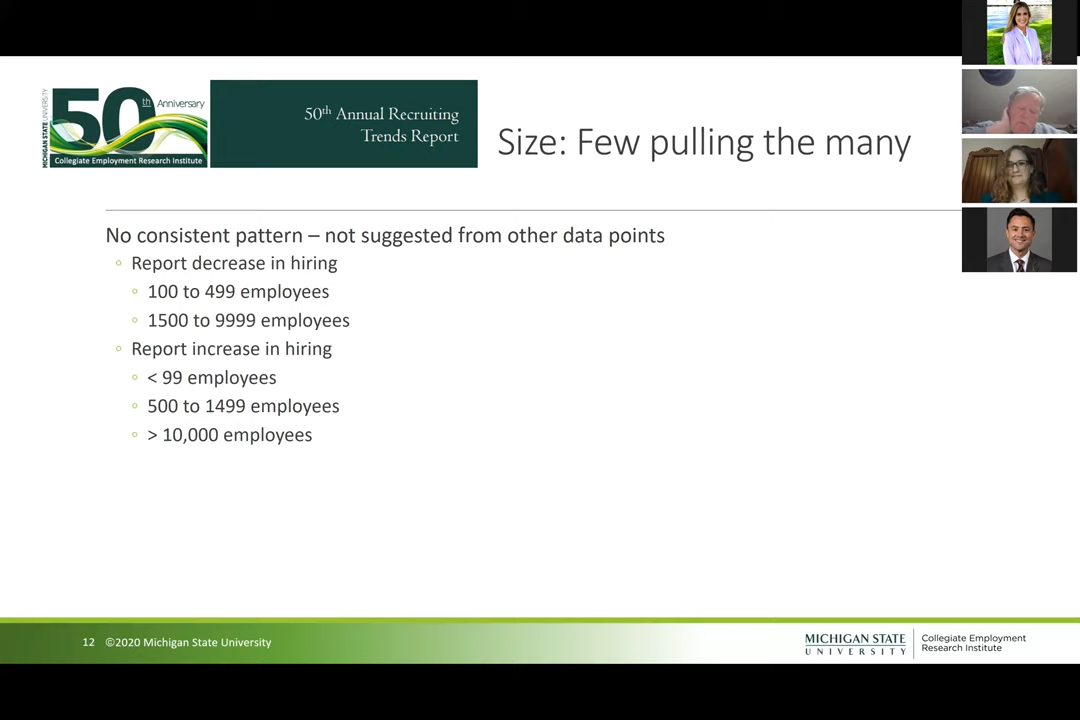 MICHIGAN STATE UNIVERSITY
50th Anniversary
Collegiate Employment Research Institute
50th Annual Recruiting
Trends Report
Size: Few pulling the many
No consistent pattern – not suggested from other data points
◦ Report decrease in hiring
◦ 100 to 499 employees
◦ 1500 to 9999 employees
◦ Report increase in hiring
◦ < 99 employees
◦ 500 to 1499 employees
◦ > 10,000 employees
12 ©2020 Michigan State University
MICHIGAN STATE
UNIVERSITY
Collegiate Employment
Research Institute